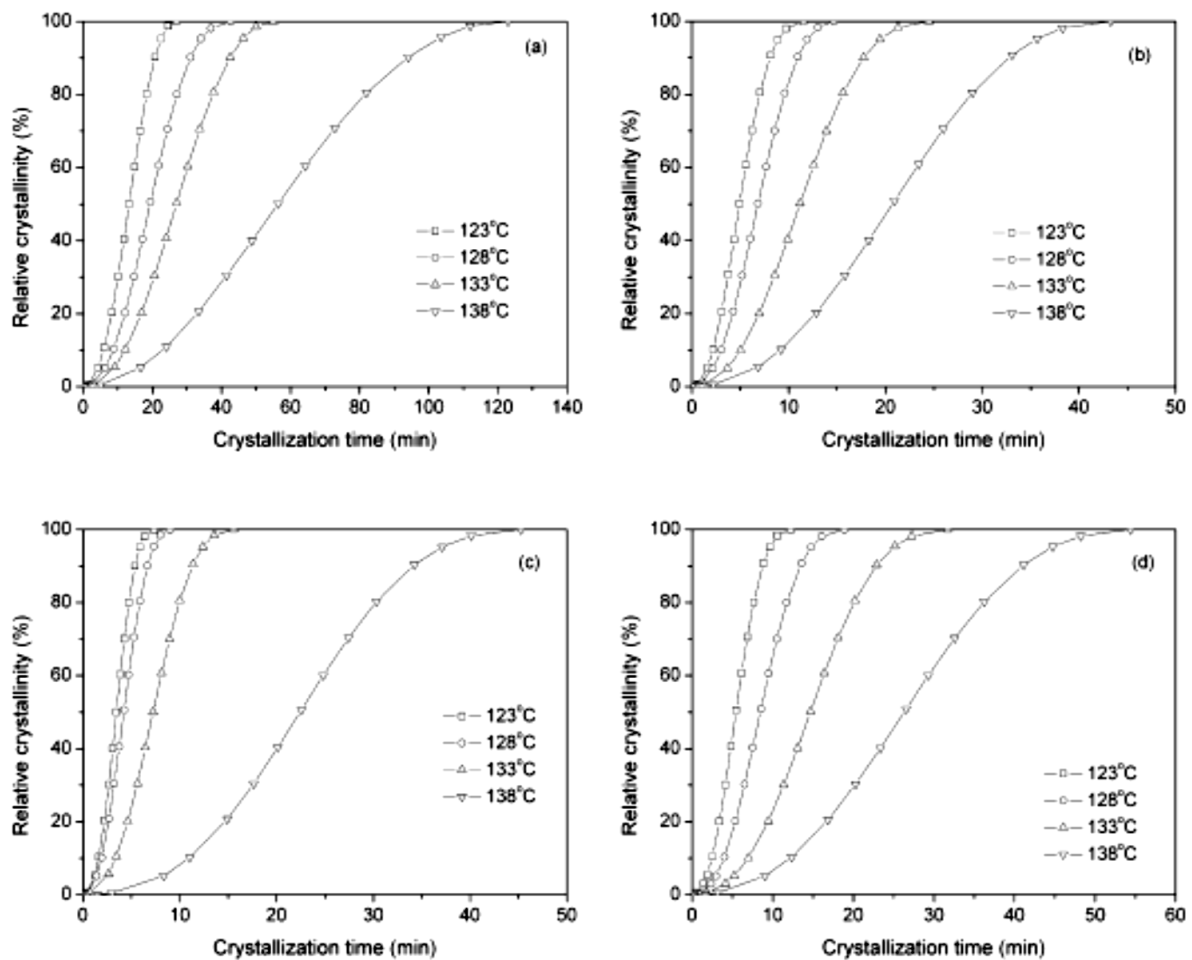 (a)
Relative crystallinity (%)
100
80
60
40
20
0
123°C
128°C
133°C
138°C
0 20 40 60 80 100 120 140
Crystallization time (min)
(b)
Relative crystallinity (%)
100
80
60
40
20
0
123°C
128°C
133°C
138°C
0 10 20 30 40 50
Crystallization time (min)
(c)
Relative crystallinity (%)
100
80
60
40
20
0
123°C
128°C
133°C
138°C
0 10 20 30 40 50
Crystallization time (min)
(d)
Relative crystallinity (%)
100
80
60
40
20
0
123°C
128°C
133°C
138°C
0 10 20 30 40 50 60
Crystallization time (min)